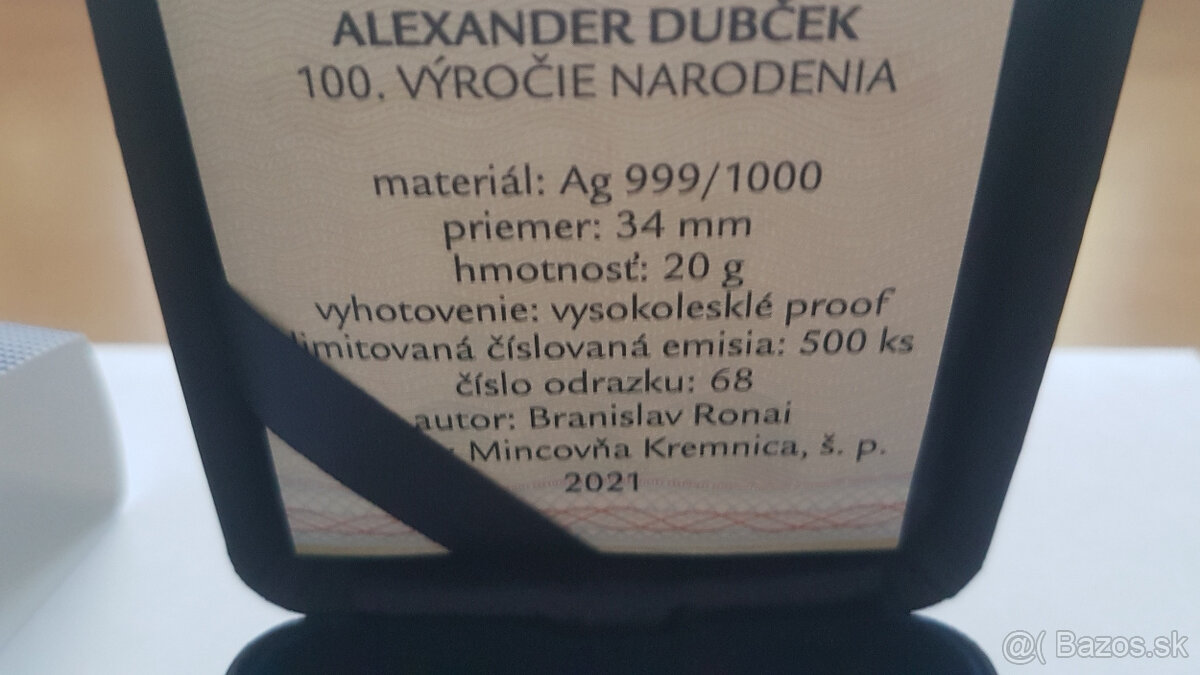 ALEXANDER DUBČEK
100. VÝROČIE NARODENIA
materiál: Ag 999/1000
priemer: 34 mm
hmotnosť: 20 g
vyhotovenie: vysokolesklé proof
limitovaná číslovaná emisia: 500 ks
číslo odrazku: 68
autor: Branislav Ronai
Mincovňa Kremnica, š. p.
2021
@( Bazos.sk